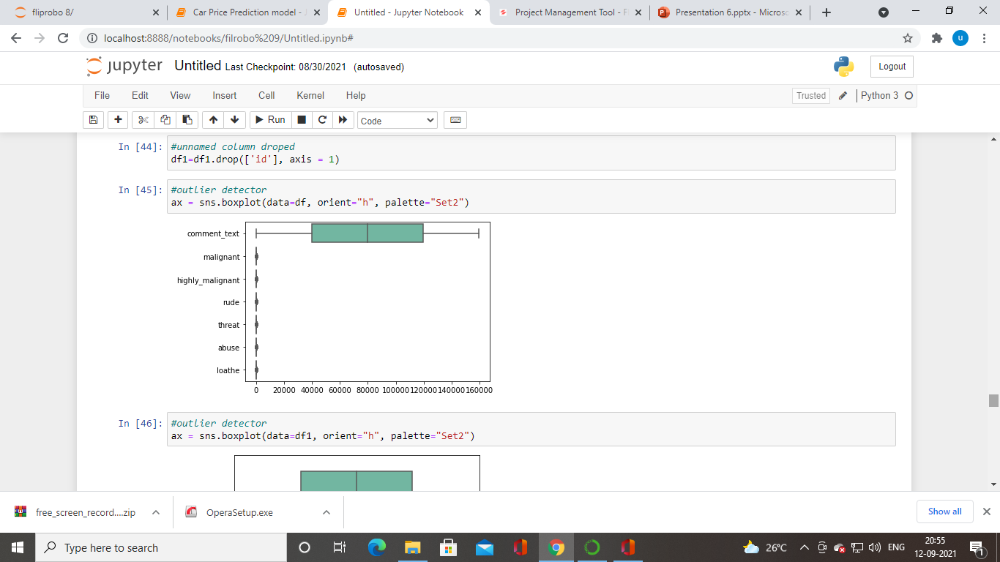 fliprobo 8/
Car Price Prediction model - J
Untitled - Jupyter Notebook
Project Management Tool - F
Presentation 6.pptx - Microso
localhost:8888/notebooks/filrobo%209/Untitled.ipynb#
u
jupyter Untitled Last Checkpoint: 08/30/2021 (autosaved)
Logout
File Edit View Insert Cell Kernel Help
Trusted
Python 3
Run
Code
In [44]: #unnamed column droped
df1=df1.drop(['id'], axis = 1)
In [45]: #outlier detector
ax = sns.boxplot(data=df, orient="h", palette="Set2")
comment_text
malignant
highly_malignant
rude
threat
abuse
loathe
0 20000 40000 60000 80000 100000 120000 140000 160000
In [46]: #outlier detector
ax = sns.boxplot(data=df1, orient="h", palette="Set2")
free_screen_record....zip
OperaSetup.exe
Show all
Type here to search
26°C
ENG
20:55
12-09-2021
1